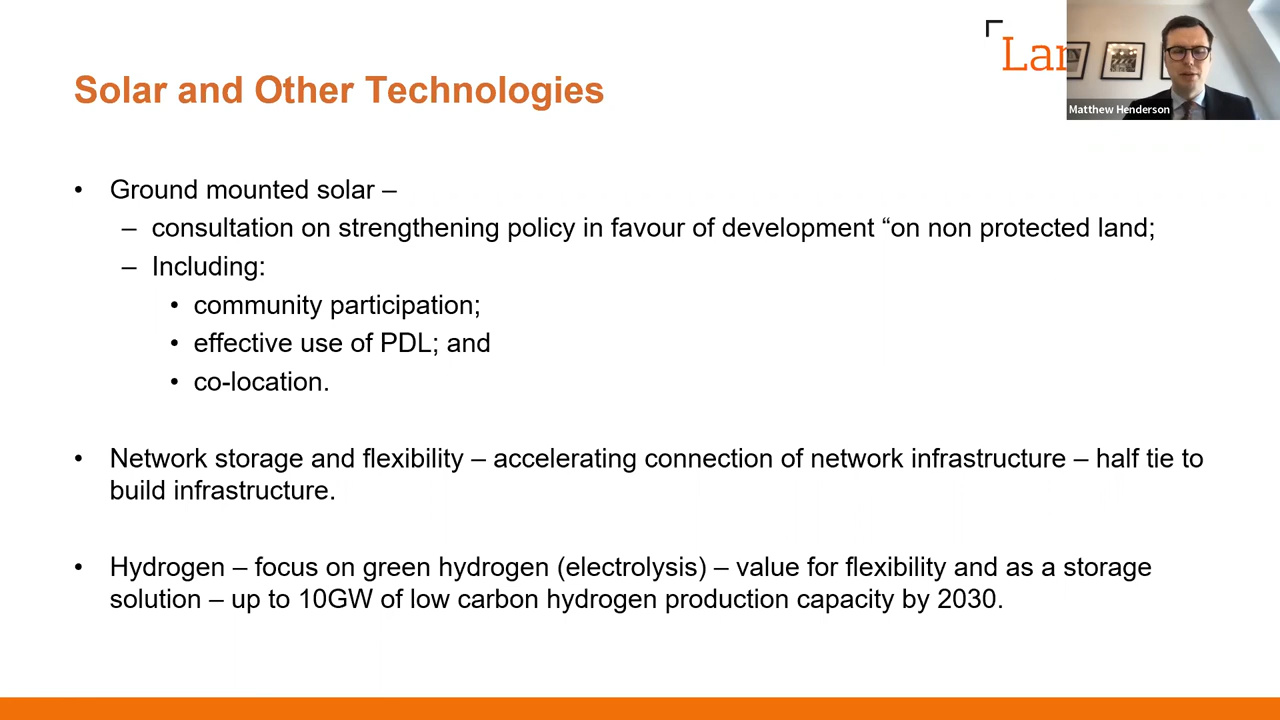 Lan
Matthew Henderson
Solar and Other Technologies
• Ground mounted solar –
– consultation on strengthening policy in favour of development “on non protected land;
– Including:
• community participation;
• effective use of PDL; and
• co-location.
• Network storage and flexibility – accelerating connection of network infrastructure – half tie to
build infrastructure.
• Hydrogen – focus on green hydrogen (electrolysis) – value for flexibility and as a storage
solution – up to 10GW of low carbon hydrogen production capacity by 2030.